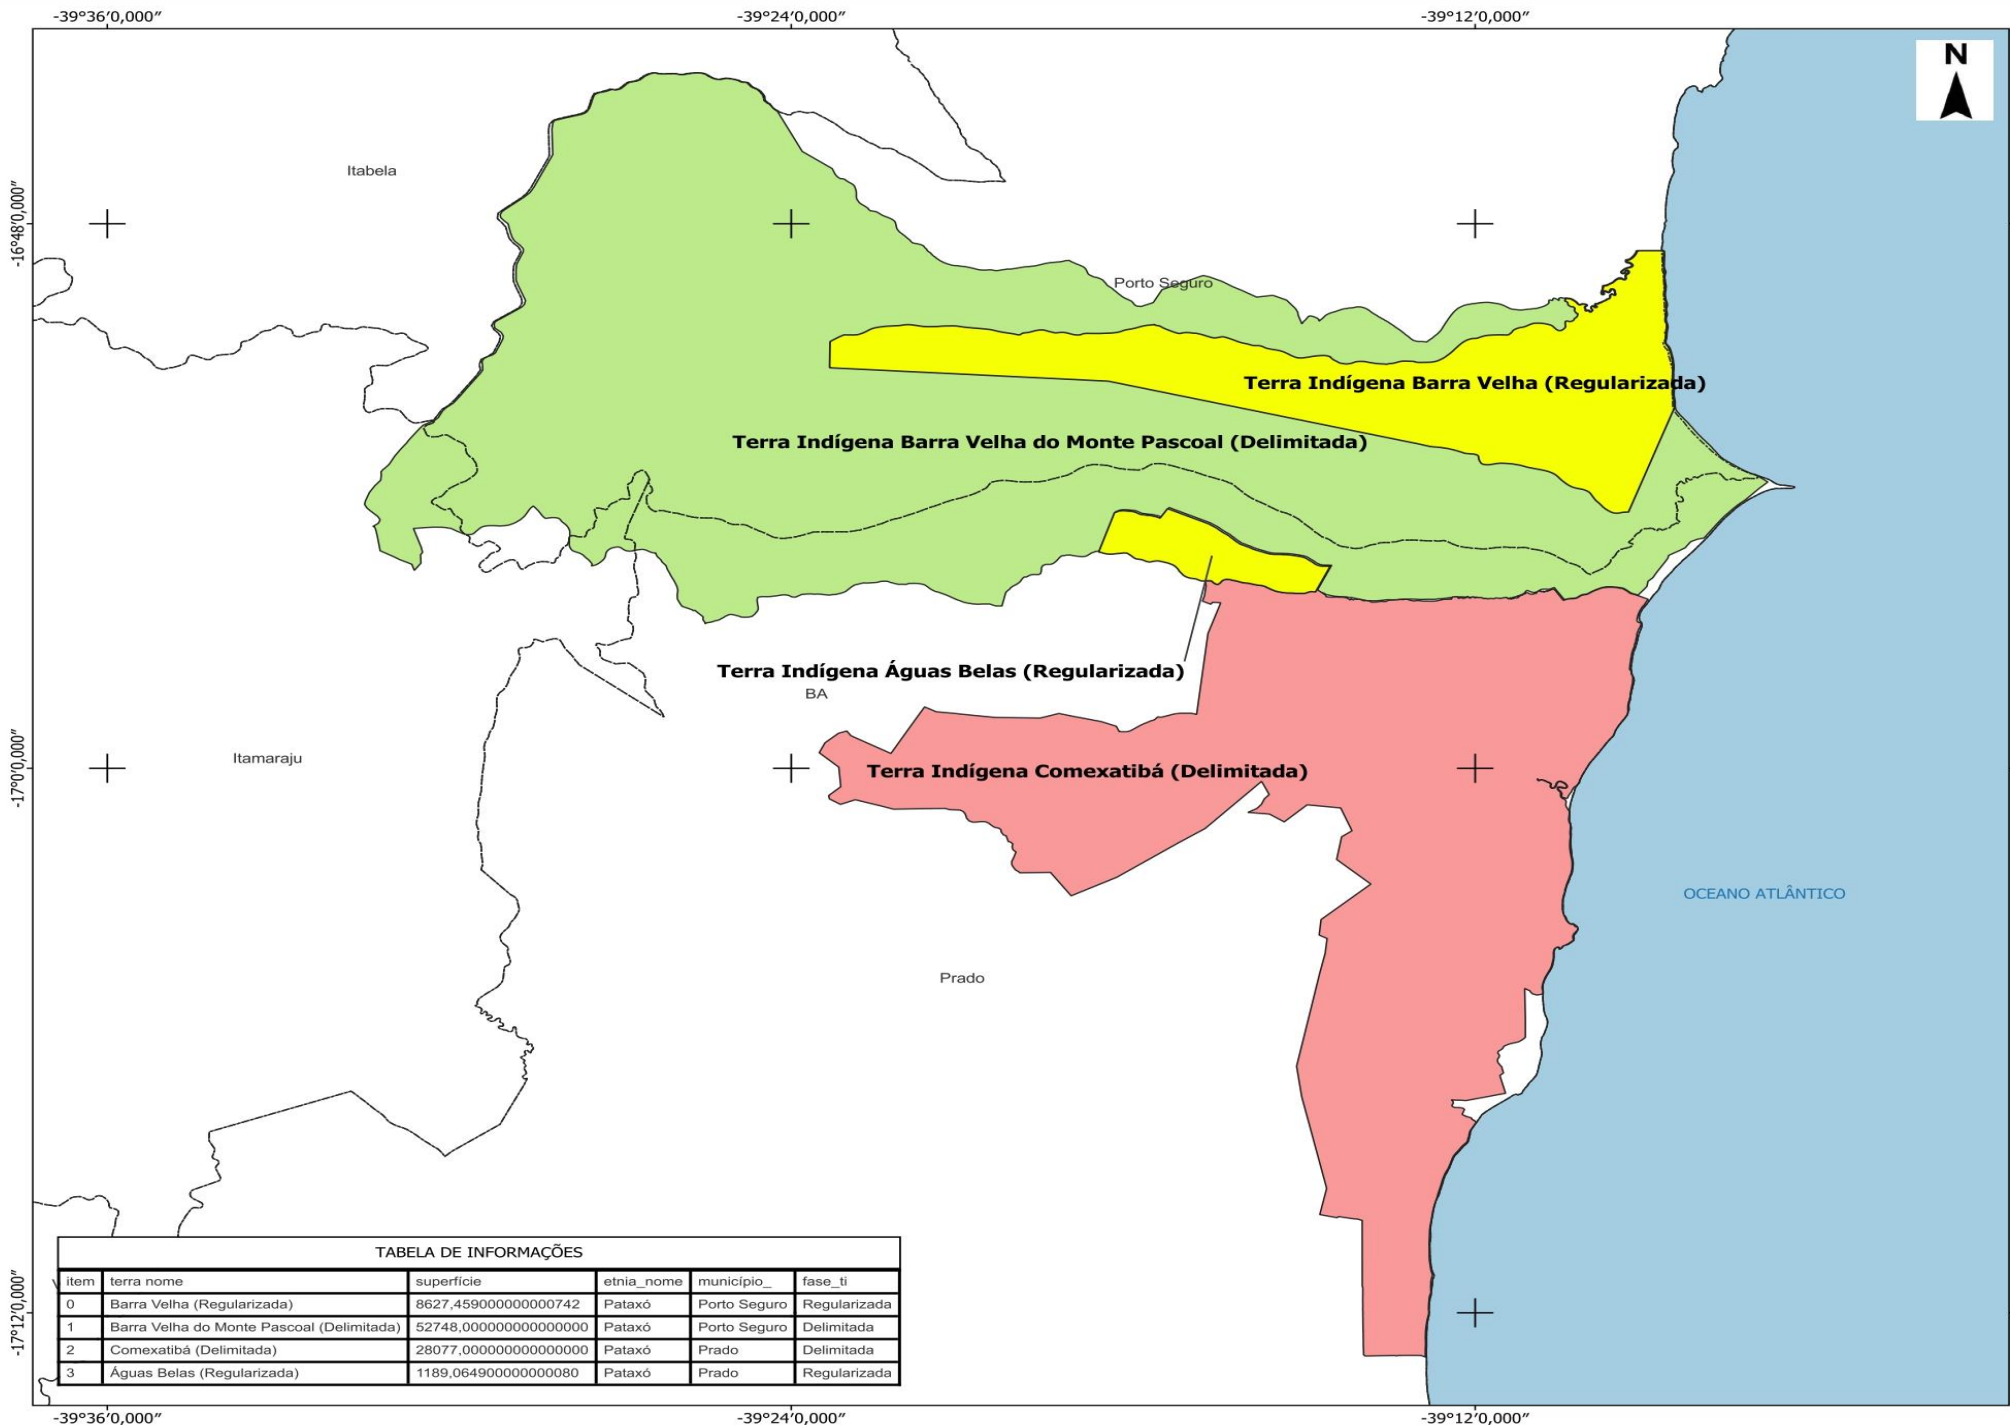 -39°36'0,000″ -39°24'0,000″ -39°12'0,000″
N
Itabela
-16°48'0,000″
Porto Seguro
Terra Indígena Barra Velha (Regularizada)
Terra Indígena Barra Velha do Monte Pascoal (Delimitada)
Terra Indígena Águas Belas (Regularizada)
BA
Itamaraju
-17°0'0,000″
Terra Indígena Comexatibá (Delimitada)
OCEANO ATLÂNTICO
Prado
-17°12'0,000″
TABELA DE INFORMAÇÕES
item terra nome superfície etnia_nome município_ fase_ti
0 Barra Velha (Regularizada) 8627,459000000000742 Pataxó Porto Seguro Regularizada
1 Barra Velha do Monte Pascoal (Delimitada) 52748,000000000000000 Pataxó Porto Seguro Delimitada
2 Comexatibá (Delimitada) 28077,000000000000000 Pataxó Prado Delimitada
3 Águas Belas (Regularizada) 1189,064900000000080 Pataxó Prado Regularizada
-39°36'0,000″ -39°24'0,000″ -39°12'0,000″